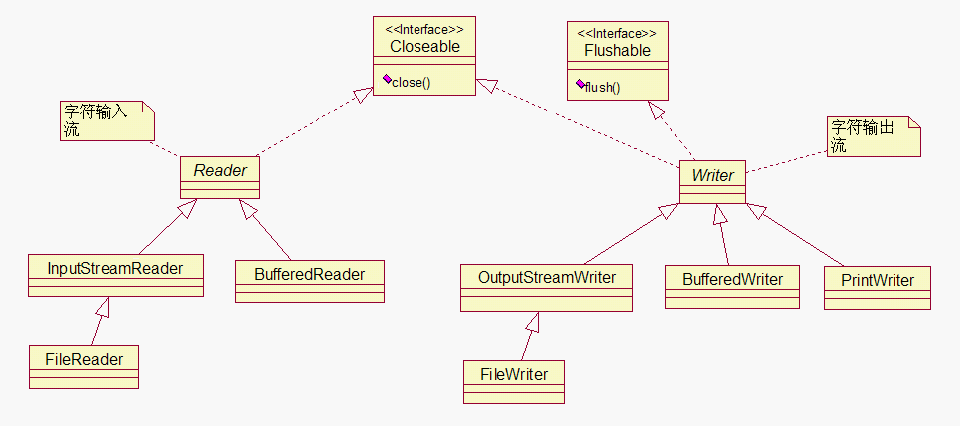 <<Interface>>
Closeable
close()
<<Interface>>
Flushable
flush()
字符输入
流
字符输出
流
Reader
Writer
InputStreamReader
BufferedReader
OutputStreamWriter
BufferedWriter
PrintWriter
FileReader
FileWriter